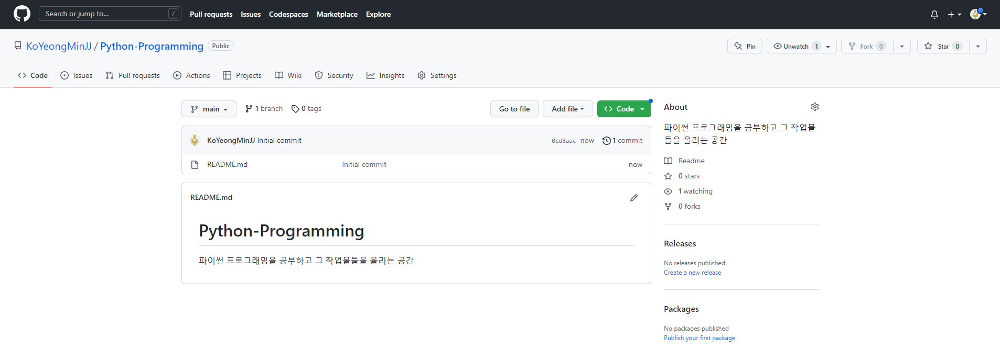 Search or jump to... /
Pull requests Issues Codespaces Marketplace Explore
KoYeongMinJJ / Python-Programming Public
Pin Unwatch 1 Fork 0 Star 0
Code Issues Pull requests Actions Projects Wiki Security Insights Settings
main 1 branch 0 tags Go to file Add file Code
KoYeongMinJJ Initial commit 0cd3aac now 1 commit
README.md Initial commit now
README.md
Python-Programming
파이썬 프로그래밍을 공부하고 그 작업물들을 올리는 공간
About
파이썬 프로그래밍을 공부하고 그 작업물
들을 올리는 공간
Readme
0 stars
1 watching
0 forks
Releases
No releases published
Create a new release
Packages
No packages published
Publish your first package